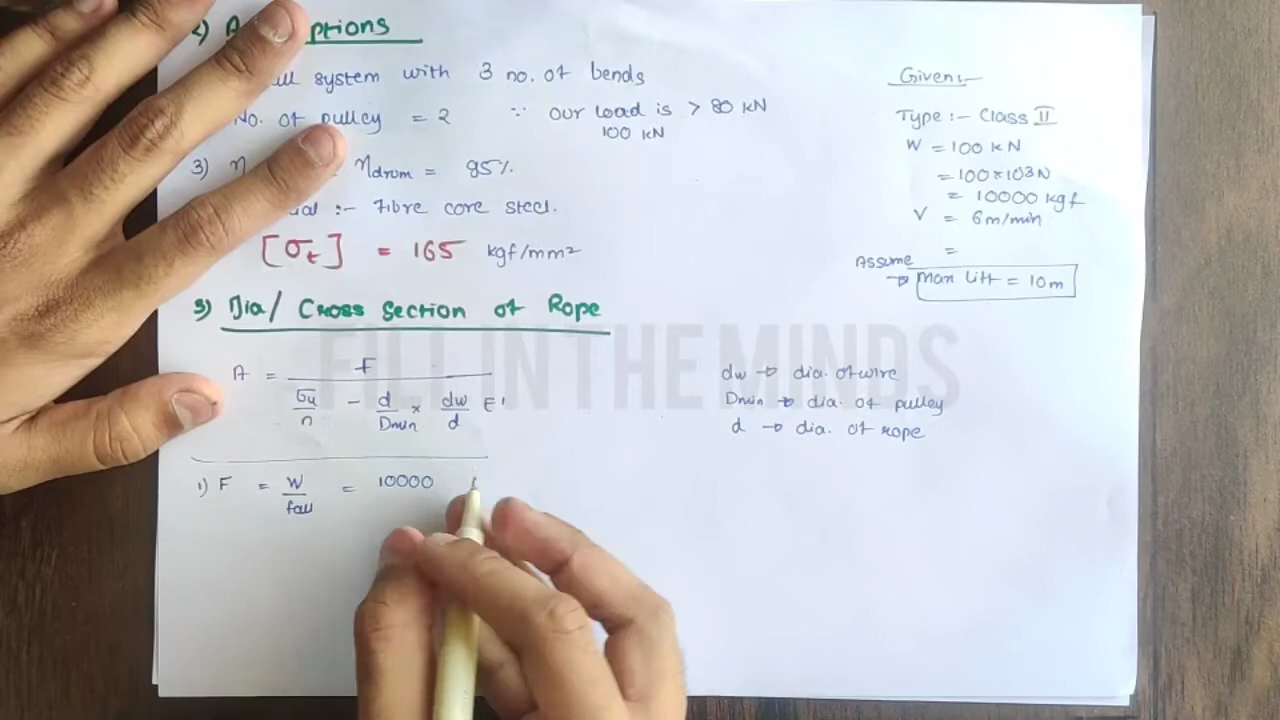 ptions
system with 3 no. of bends
No. of pulley = 2 ∵ our load is > 80 kN
100 kN
3) η ηdrum = 95%.
:- Fibre core steel.
[σt] = 165 kgf/mm²
3) Dia/ Cross section of Rope
A = F
σu/n - d/Dmin × dw/d E'
1) F = W/fall = 10000
Given:-
Type :- Class II
W = 100 kN
= 100 × 103 N
= 10000 kgf
V = 6m/min
=
Assume
→ Max Lift = 10m
dw → dia. of wire
Dmin → dia. of pulley
d → dia. of rope
FILL IN THE MINDS